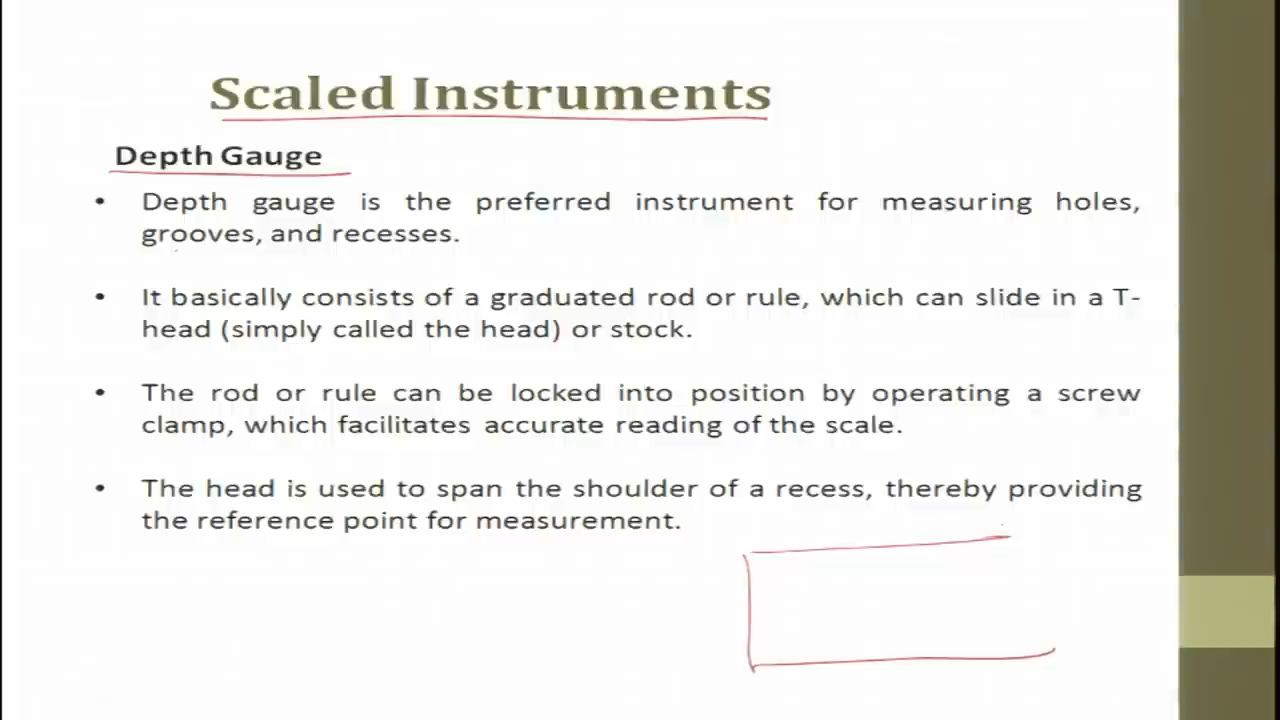 Scaled Instruments
Depth Gauge
• Depth gauge is the preferred instrument for measuring holes,
grooves, and recesses.
• It basically consists of a graduated rod or rule, which can slide in a T-
head (simply called the head) or stock.
• The rod or rule can be locked into position by operating a screw
clamp, which facilitates accurate reading of the scale.
• The head is used to span the shoulder of a recess, thereby providing
the reference point for measurement.